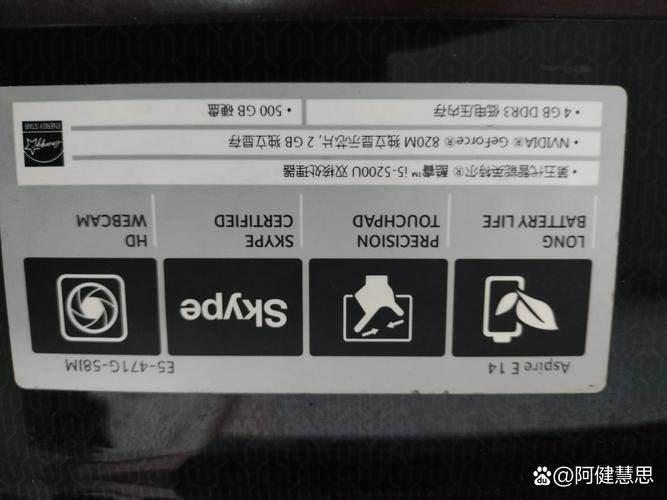 Aspire E 14
E5-471G-58JM
Skype
LONG
BATTERY LIFE
PRECISION
TOUCHPAD
SKYPE
CERTIFIED
HD
WEBCAM
• 第五代智能英特尔® 酷睿™ i5-5200U 双核处理器
• NVIDIA® GeForce® 820M 独立显示芯片, 2 GB 独立显存
• 4 GB DDR3 低电压内存
• 500 GB 硬盘
energy
ENERGY STAR
Baidu @阿健慧思